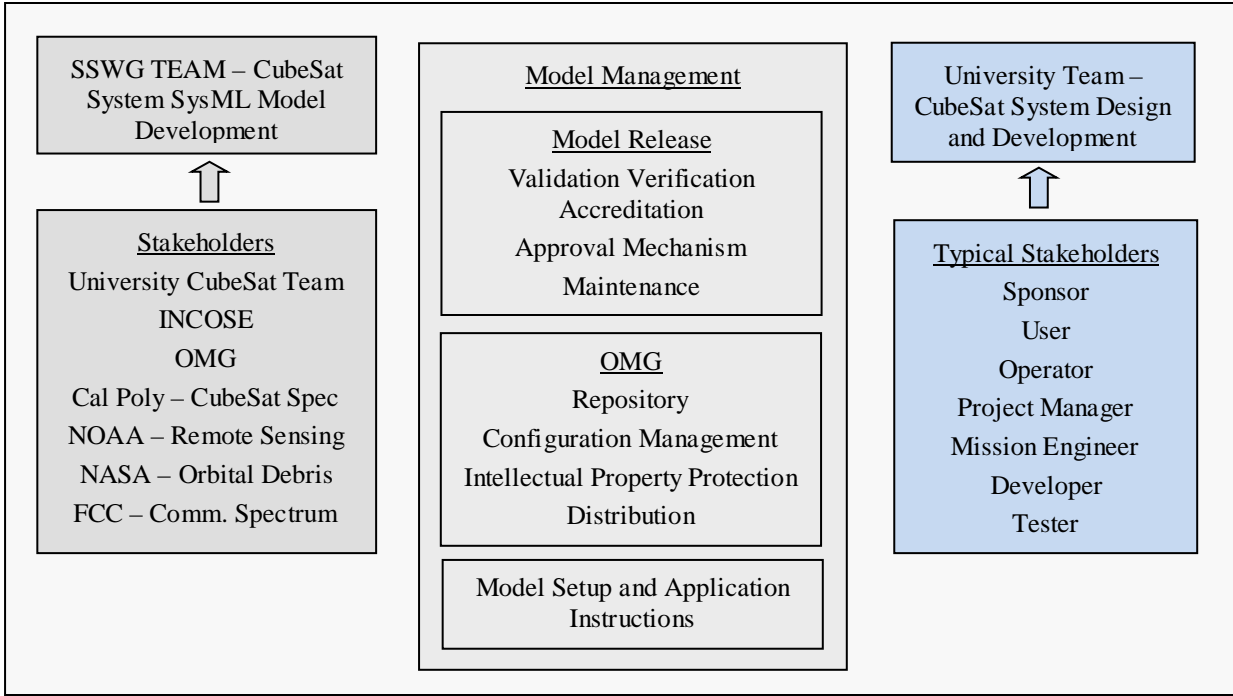 SSWG TEAM – CubeSat
System SysML Model
Development
Stakeholders
University CubeSat Team
INCOSE
OMG
Cal Poly – CubeSat Spec
NOAA – Remote Sensing
NASA – Orbital Debris
FCC – Comm. Spectrum
Model Management
Model Release
Validation Verification
Accreditation
Approval Mechanism
Maintenance
OMG
Repository
Configuration Management
Intellectual Property Protection
Distribution
Model Setup and Application
Instructions
University Team –
CubeSat System Design
and Development
Typical Stakeholders
Sponsor
User
Operator
Project Manager
Mission Engineer
Developer
Tester